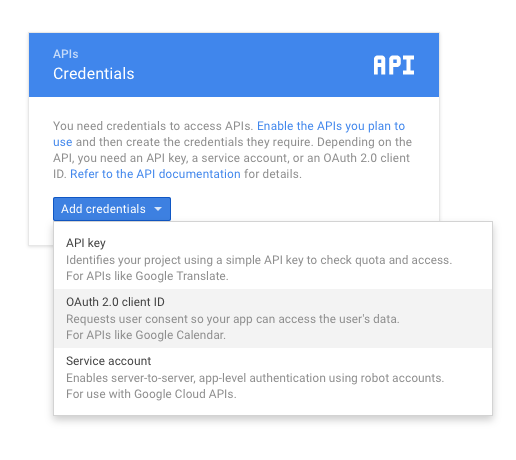 APIs
Credentials
API
You need credentials to access APIs. Enable the APIs you plan to
use and then create the credentials they require. Depending on the
API, you need an API key, a service account, or an OAuth 2.0 client
ID. Refer to the API documentation for details.
Add credentials
API key
Identifies your project using a simple API key to check quota and access.
For APIs like Google Translate.
OAuth 2.0 client ID
Requests user consent so your app can access the user's data.
For APIs like Google Calendar.
Service account
Enables server-to-server, app-level authentication using robot accounts.
For use with Google Cloud APIs.